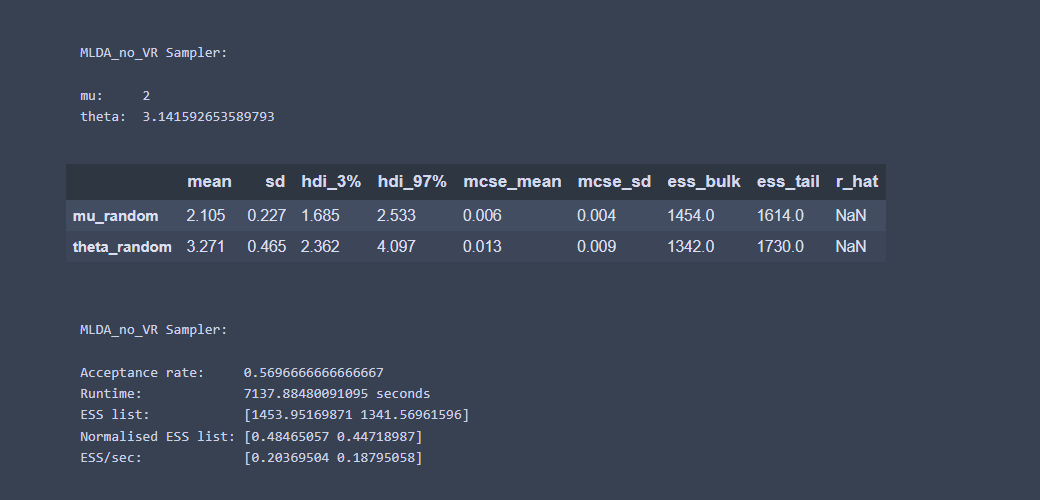 MLDA_no_VR Sampler:
mu: 2
theta: 3.141592653589793
mean sd hdi_3% hdi_97% mcse_mean mcse_sd ess_bulk ess_tail r_hat
mu_random 2.105 0.227 1.685 2.533 0.006 0.004 1454.0 1614.0 NaN
theta_random 3.271 0.465 2.362 4.097 0.013 0.009 1342.0 1730.0 NaN
MLDA_no_VR Sampler:
Acceptance rate: 0.5696666666666667
Runtime: 7137.88480091095 seconds
ESS list: [1453.95169871 1341.56961596]
Normalised ESS list: [0.48465057 0.44718987]
ESS/sec: [0.20369504 0.18795058]